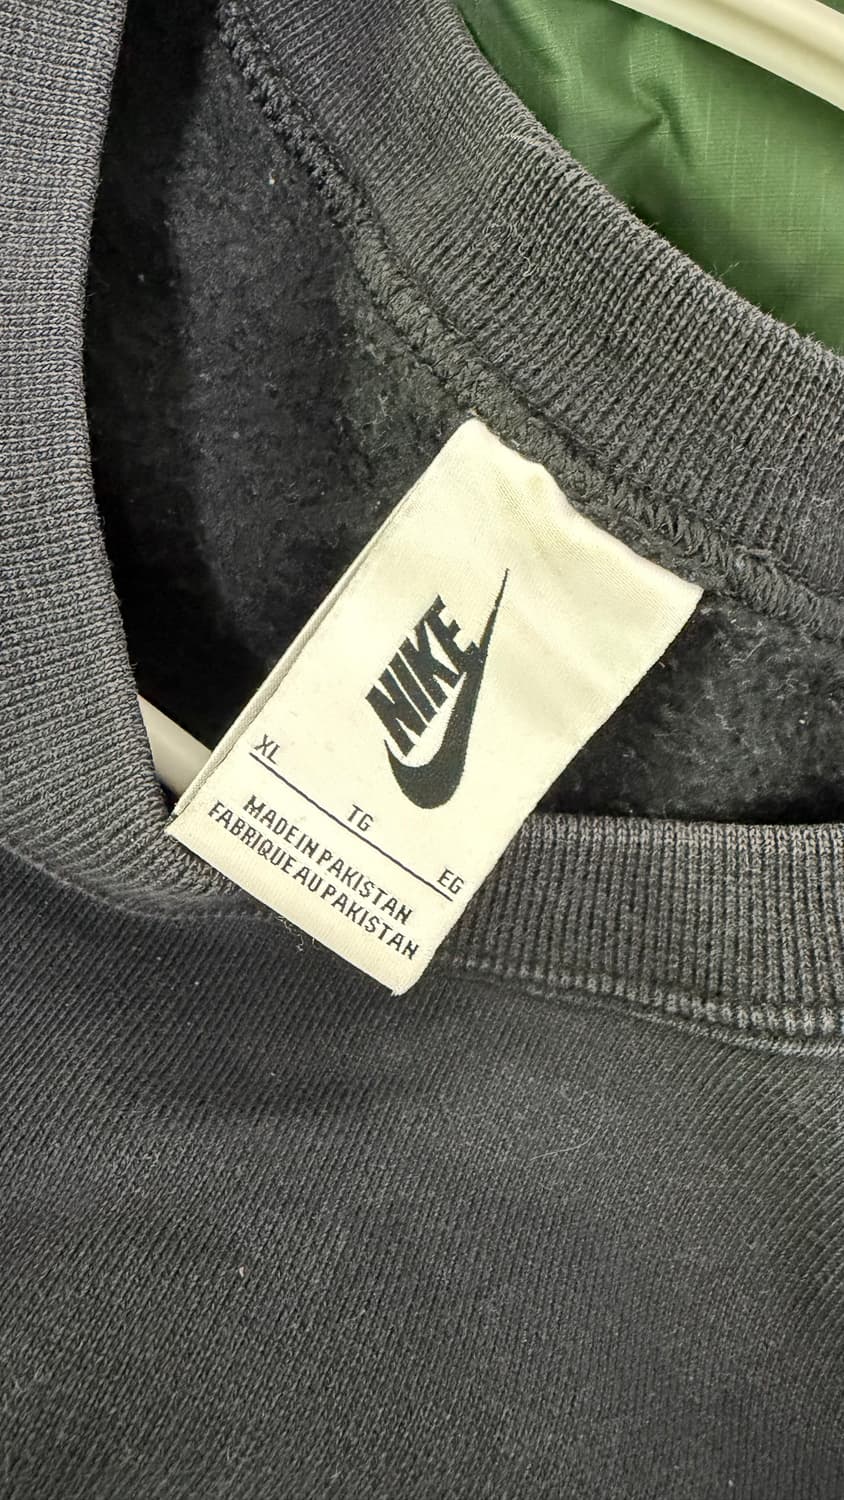 NIKE
XL TG EG
MADE IN PAKISTAN
FABRIQUE AU PAKISTAN